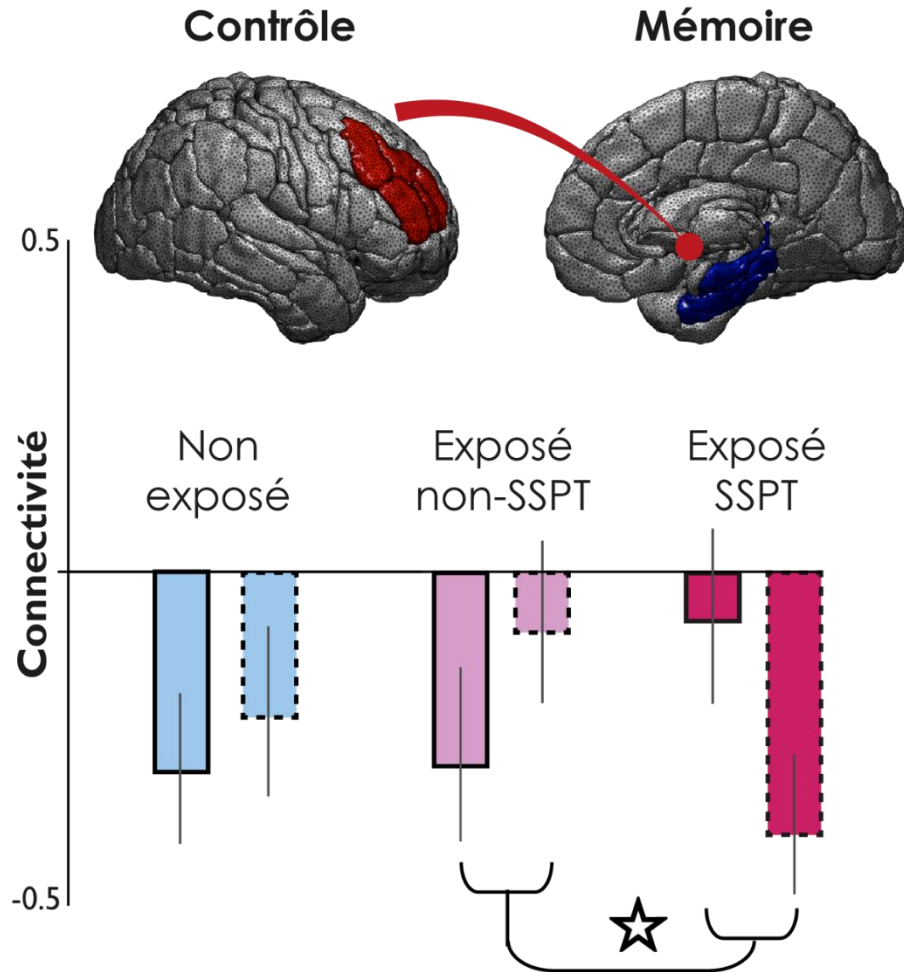 Contrôle
Mémoire
0.5
Connectivité
Non
exposé
Exposé
non-SSPT
Exposé
SSPT
-0.5